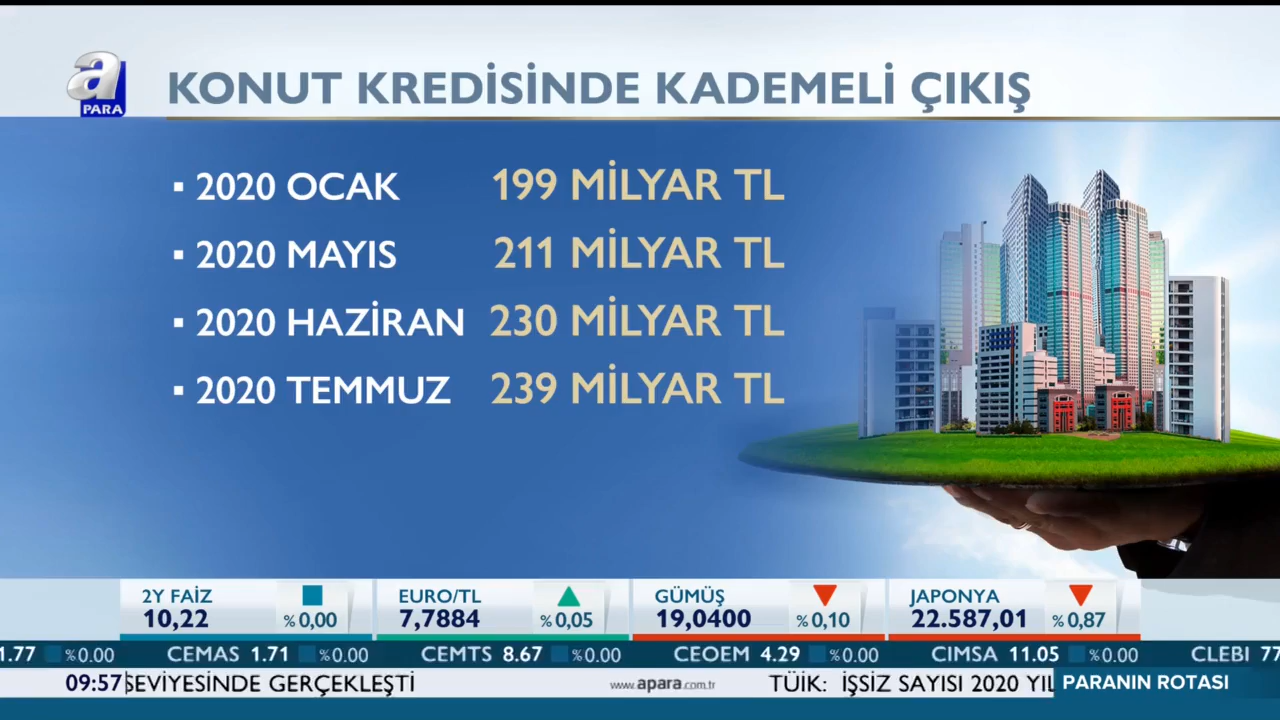 a
PARA
KONUT KREDİSİNDE KADEMELİ ÇIKIŞ
▪ 2020 OCAK 199 MİLYAR TL
▪ 2020 MAYIS 211 MİLYAR TL
▪ 2020 HAZİRAN 230 MİLYAR TL
▪ 2020 TEMMUZ 239 MİLYAR TL
2Y FAİZ
10,22 %0,00
EURO/TL
7,7884 %0,05
GÜMÜŞ
19,0400 %0,10
JAPONYA
22.587,01 %0,87
1.77 %0.00 CEMAS 1.71 %0.00 CEMTS 8.67 %0.00 CEOEM 4.29 %0.00 CIMSA 11.05 %0.00 CLEBI 77
09:57 SEVİYESİNDE GERÇEKLEŞTİ www.apara.com.tr TÜİK: İŞSİZ SAYISI 2020 YIL PARANIN ROTASI